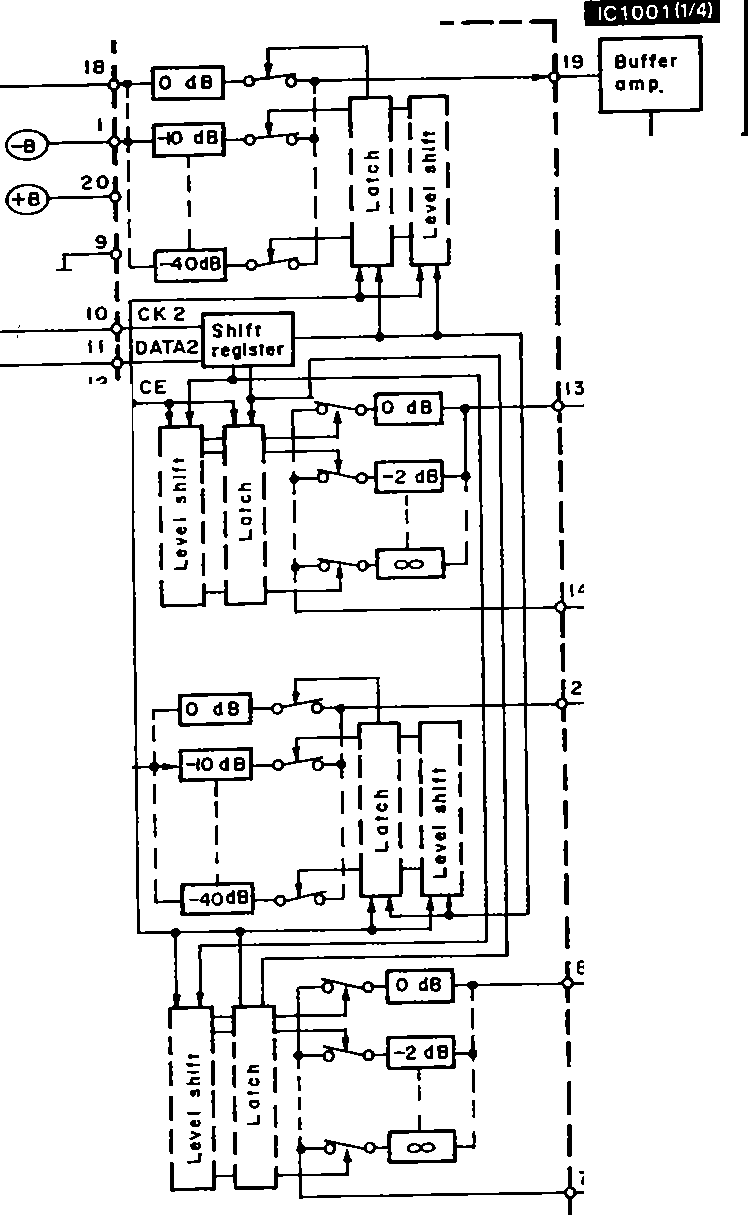 IC1001(1/4)
18
0 dB
19
Buffer
amp.
1
-B
-10 dB
Latch
Level shift
20
+B
9
-40dB
10
CK 2
Shift
register
11
DATA2
12
CE
13
0 dB
Level shift
Latch
-2 dB
∞
14
2
0 dB
-10 dB
Latch
Level shift
-40dB
0 dB
Level shift
Latch
-2 dB
∞
7